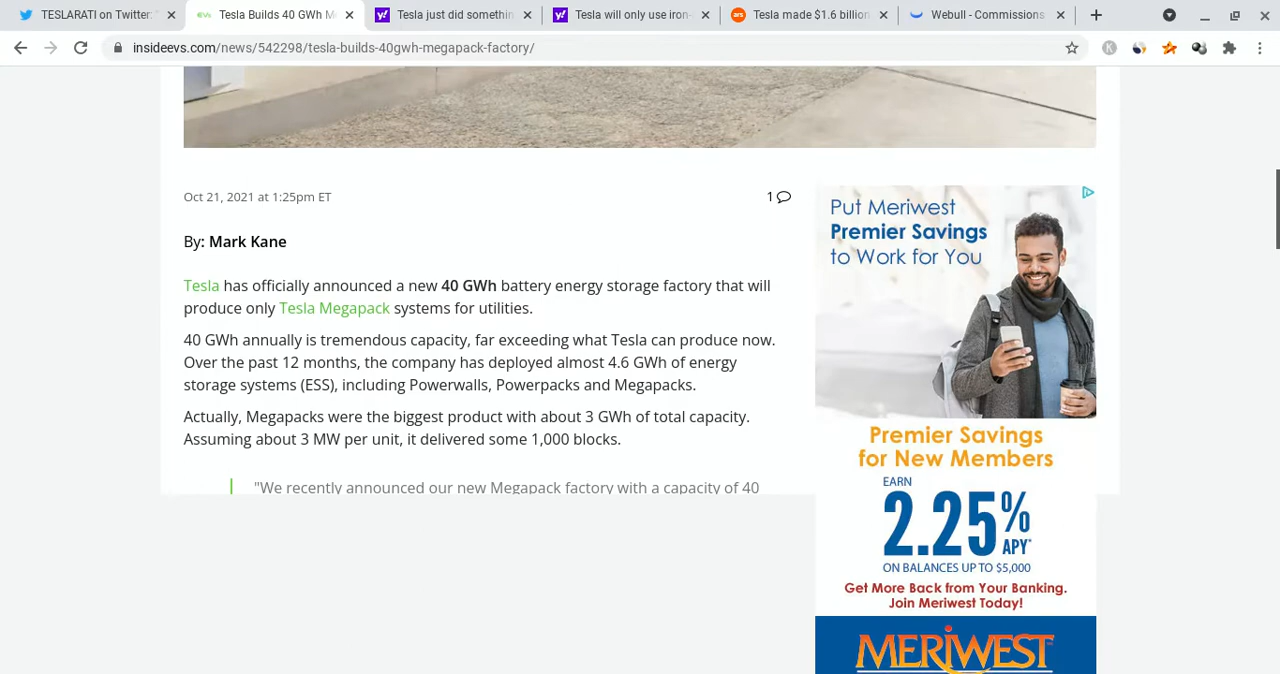 TESLARATI on Twitter: "
Tesla Builds 40 GWh M
Tesla just did somethin
Tesla will only use iron-
Tesla made $1.6 billion
Webull - Commissions
insideevs.com/news/542298/tesla-builds-40gwh-megapack-factory/
Oct 21, 2021 at 1:25pm ET
1
By: Mark Kane
Tesla has officially announced a new 40 GWh battery energy storage factory that will
produce only Tesla Megapack systems for utilities.
40 GWh annually is tremendous capacity, far exceeding what Tesla can produce now.
Over the past 12 months, the company has deployed almost 4.6 GWh of energy
storage systems (ESS), including Powerwalls, Powerpacks and Megapacks.
Actually, Megapacks were the biggest product with about 3 GWh of total capacity.
Assuming about 3 MW per unit, it delivered some 1,000 blocks.
"We recently announced our new Megapack factory with a capacity of 40
Put Meriwest
Premier Savings
to Work for You
Premier Savings
for New Members
EARN
2.25% APY*
ON BALANCES UP TO $5,000
Get More Back from Your Banking.
Join Meriwest Today!
MERIWEST